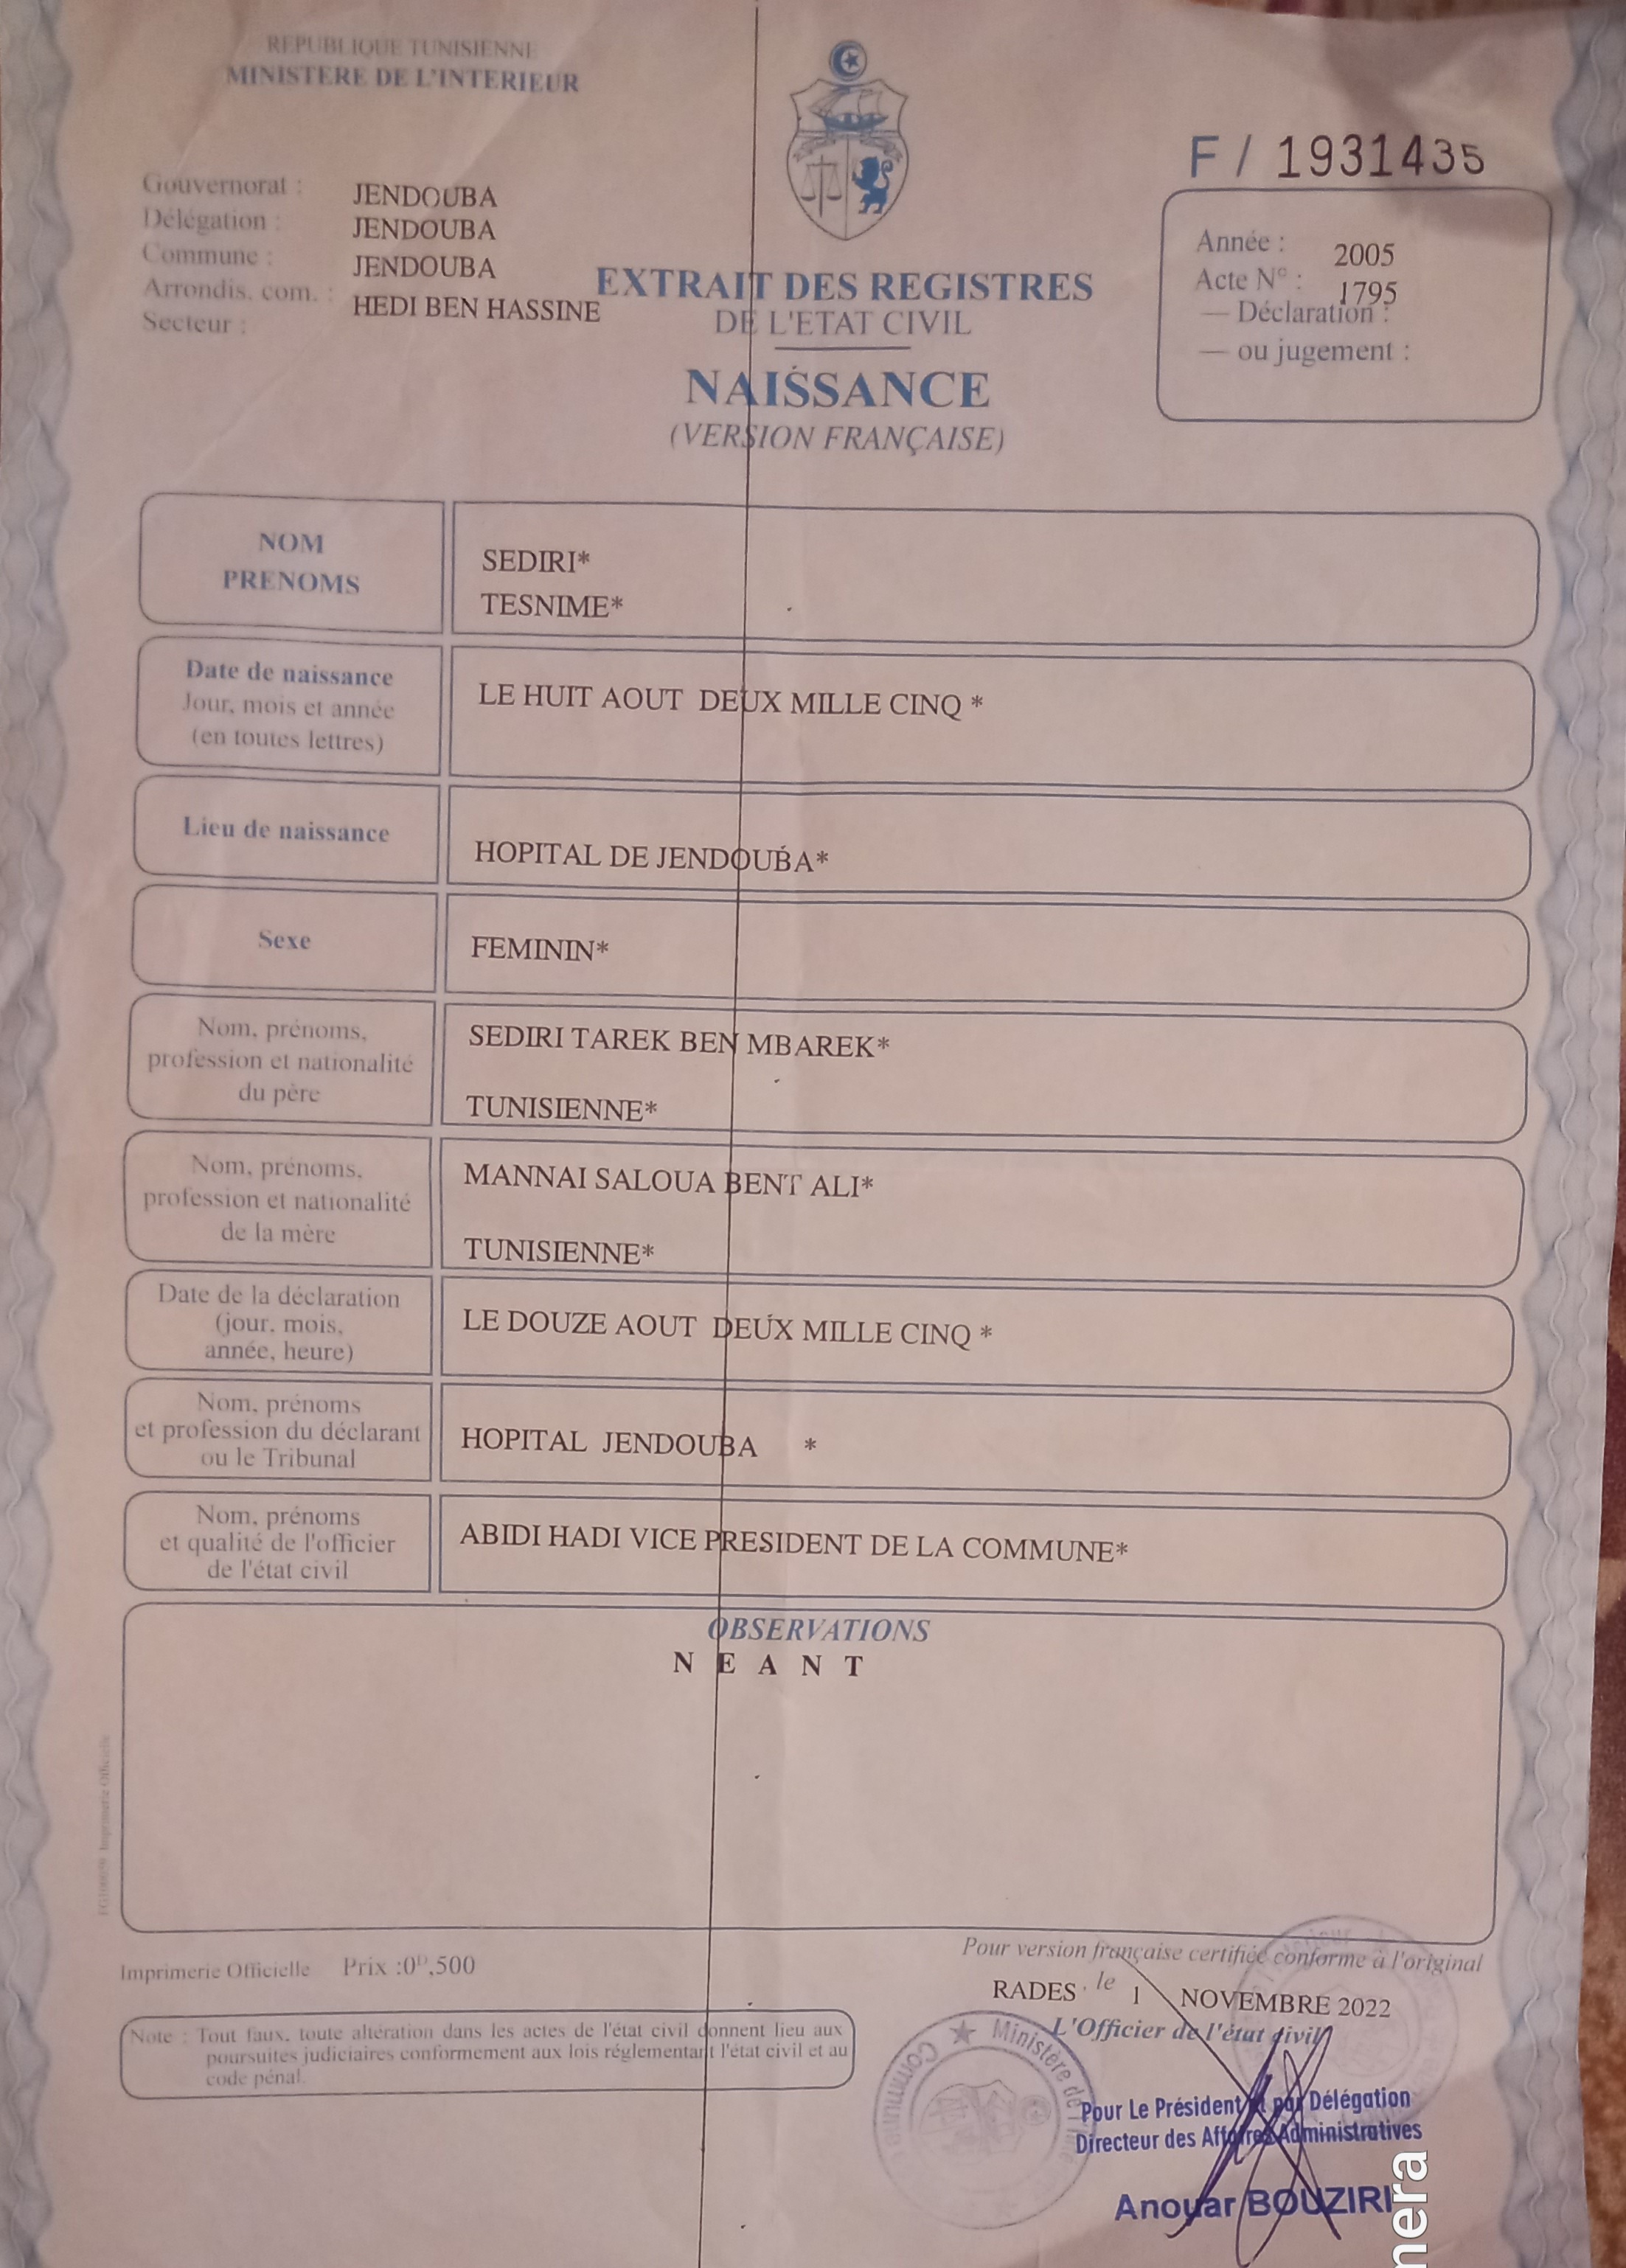 REPUBLIQUE TUNISIENNE
MINISTERE DE L'INTERIEUR
F / 1931435
Gouvernorat : JENDOUBA
Délégation : JENDOUBA
Commune : JENDOUBA
Arrondis. com. : HEDI BEN HASSINE
Secteur :
Année : 2005
Acte N° : 1795
— Déclaration :
— ou jugement :
EXTRAIT DES REGISTRES
DE L'ETAT CIVIL
NAISSANCE
(VERSION FRANÇAISE)
NOM
PRENOMS
SEDIRI*
TESNIME*
Date de naissance
Jour, mois et année
(en toutes lettres)
LE HUIT AOUT DEUX MILLE CINQ *
Lieu de naissance
HOPITAL DE JENDOUBA*
Sexe
FEMININ*
Nom, prénoms,
profession et nationalité
du père
SEDIRI TAREK BEN MBAREK*
TUNISIENNE*
Nom, prénoms,
profession et nationalité
de la mère
MANNAI SALOUA BENT ALI*
TUNISIENNE*
Date de la déclaration
(jour, mois,
année, heure)
LE DOUZE AOUT DEUX MILLE CINQ *
Nom, prénoms
et profession du déclarant
ou le Tribunal
HOPITAL JENDOUBA *
Nom, prénoms
et qualité de l'officier
de l'état civil
ABIDI HADI VICE PRESIDENT DE LA COMMUNE*
OBSERVATIONS
N E A N T
Imprimerie Officielle
Imprimerie Officielle Prix :0ᴰ,500
Pour version française certifiée conforme à l'original
RADES le 1 NOVEMBRE 2022
L'Officier de l'état civil
Note : Tout faux, toute altération dans les actes de l'état civil donnent lieu aux
poursuites judiciaires conformement aux lois réglementant l'état civil et au
code pénal.
Commune ★ Ministère de
Pour Le Président et par Délégation
Directeur des Affaires Administratives
Anouar BOUZIRI
mera